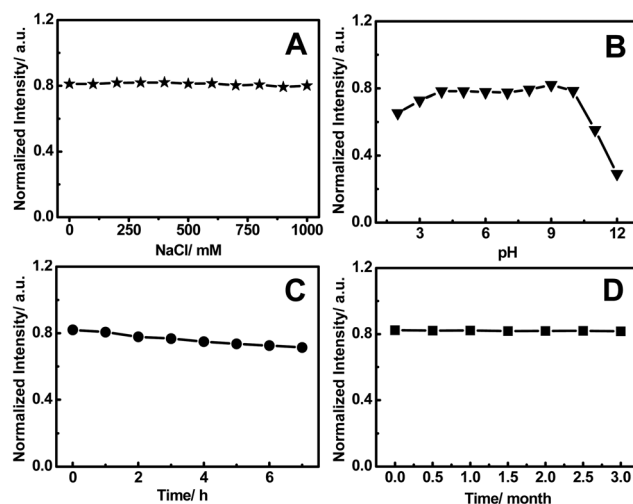 1.2
0.8
0.4
0.0
Normalized Intensity/ a.u.
A
0 250 500 750 1000
NaCl/ mM
1.2
0.8
0.4
0.0
Normalized Intensity/ a.u.
B
3 6 9 12
pH
1.2
0.8
0.4
0.0
Normalized Intensity/ a.u.
C
0 2 4 6
Time/ h
1.2
0.8
0.4
0.0
Normalized Intensity/ a.u.
D
0.0 0.5 1.0 1.5 2.0 2.5 3.0
Time/ month